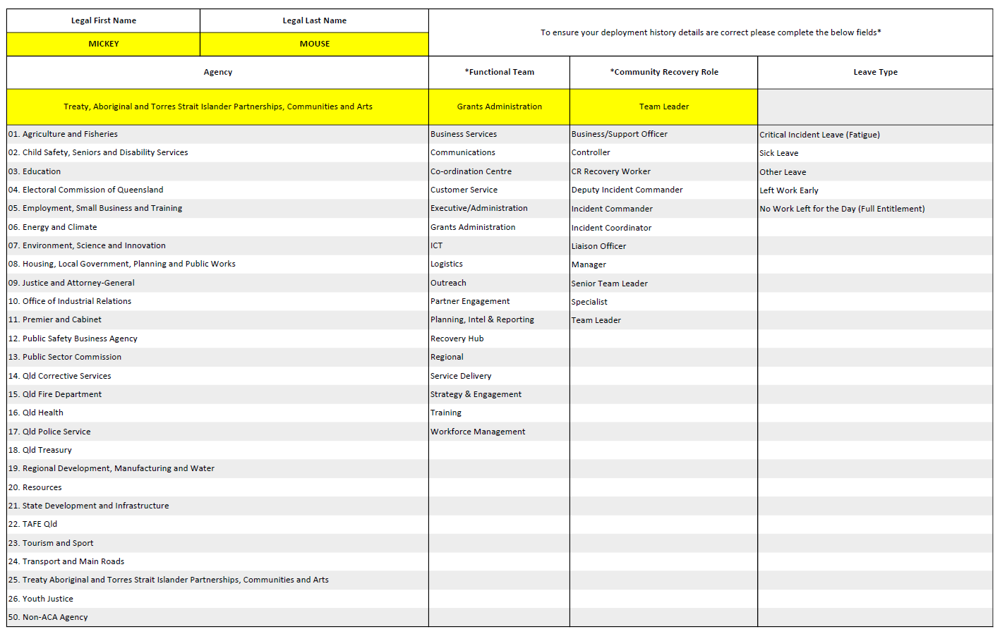 Legal First Name Legal Last Name To ensure your deployment history details are correct please complete the below fields*
MICKEY MOUSE
Agency *Functional Team *Community Recovery Role Leave Type
Treaty, Aboriginal and Torres Strait Islander Partnerships, Communities and Arts Grants Administration Team Leader
01. Agriculture and Fisheries Business Services Business/Support Officer Critical Incident Leave (Fatigue)
02. Child Safety, Seniors and Disability Services Communications Controller Sick Leave
03. Education Co-ordination Centre CR Recovery Worker Other Leave
04. Electoral Commission of Queensland Customer Service Deputy Incident Commander Left Work Early
05. Employment, Small Business and Training Executive/Administration Incident Commander No Work Left for the Day (Full Entitlement)
06. Energy and Climate Grants Administration Incident Coordinator
07. Environment, Science and Innovation ICT Liaison Officer
08. Housing, Local Government, Planning and Public Works Logistics Manager
09. Justice and Attorney-General Outreach Senior Team Leader
10. Office of Industrial Relations Partner Engagement Specialist
11. Premier and Cabinet Planning, Intel & Reporting Team Leader
12. Public Safety Business Agency Recovery Hub
13. Public Sector Commission Regional
14. Qld Corrective Services Service Delivery
15. Qld Fire Department Strategy & Engagement
16. Qld Health Training
17. Qld Police Service Workforce Management
18. Qld Treasury
19. Regional Development, Manufacturing and Water
20. Resources
21. State Development and Infrastructure
22. TAFE Qld
23. Tourism and Sport
24. Transport and Main Roads
25. Treaty Aboriginal and Torres Strait Islander Partnerships, Communities and Arts
26. Youth Justice
50. Non-ACA Agency